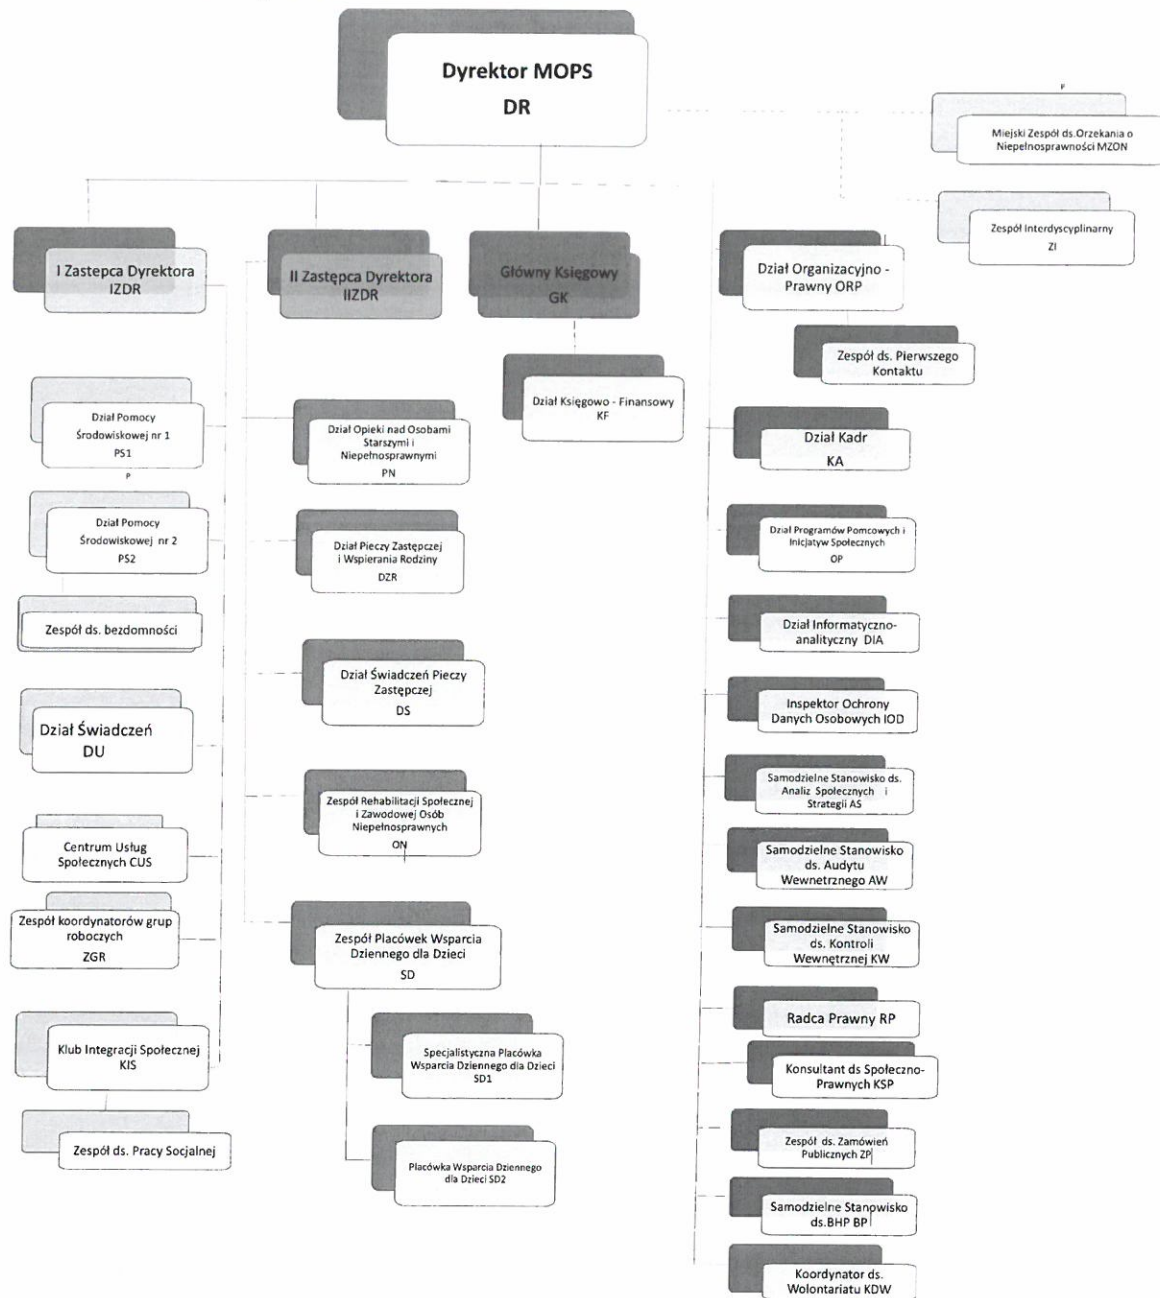 Dyrektor MOPS
DR
P
Miejski Zespół ds.Orzekania o
Niepełnosprawności MZON
Zespół Interdyscyplinarny
ZI
I Zastepca Dyrektora
IZDR
II Zastępca Dyrektora
IIZDR
Główny Księgowy
GK
Dział Organizacyjno -
Prawny ORP
Zespół ds. Pierwszego
Kontaktu
Dział Księgowo - Finansowy
KF
Dział Pomocy
Środowiskowej nr 1
PS1
P
Dział Pomocy
Środowiskowej nr 2
PS2
Zespół ds. bezdomności
Dział Świadczeń
DU
Centrum Usług
Społecznych CUS
Zespół koordynatorów grup
roboczych
ZGR
Klub Integracji Społecznej
KIS
Zespół ds. Pracy Socjalnej
Dział Opieki nad Osobami
Starszymi i
Niepełnosprawnymi
PN
Dział Pieczy Zastępczej
i Wspierania Rodziny
DZR
Dział Świadczeń Pieczy
Zastępczej
DS
Zespół Rehabilitacji Społecznej
i Zawodowej Osób
Niepełnosprawnych
ON
Zespół Placówek Wsparcia
Dziennego dla Dzieci
SD
Specjalistyczna Placówka
Wsparcia Dziennego dla Dzieci
SD1
Placówka Wsparcia Dziennego
dla Dzieci SD2
Dział Kadr
KA
Dział Programów Pomcowych i
Inicjatyw Społecznych
OP
Dział Informatyczno-
analityczny DIA
Inspektor Ochrony
Danych Osobowych IOD
Samodzielne Stanowisko ds.
Analiz Społecznych i
Strategii AS
Samodzielne Stanowisko
ds. Audytu
Wewnetrznego AW
Samodzielne Stanowisko
ds. Kontroli
Wewnętrznej KW
Radca Prawny RP
Konsultant ds Społeczno-
Prawnych KSP
Zespół ds. Zamówień
Publicznych ZP
Samodzielne Stanowisko
ds.BHP BP
Koordynator ds.
Wolontariatu KDW